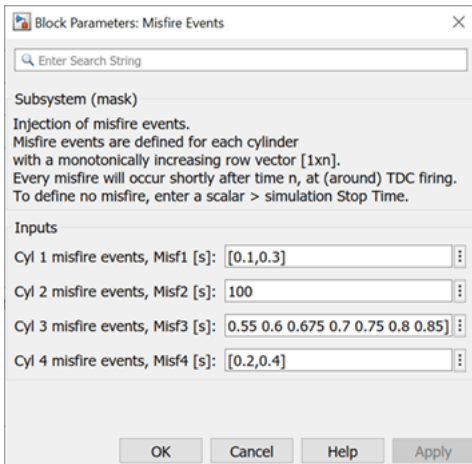 Block Parameters: Misfire Events
Enter Search String
Subsystem (mask)
Injection of misfire events.
Misfire events are defined for each cylinder
with a monotonically increasing row vector [1xn].
Every misfire will occur shortly after time n, at (around) TDC firing.
To define no misfire, enter a scalar > simulation Stop Time.
Inputs
Cyl 1 misfire events, Misf1 [s]: [0.1,0.3]
Cyl 2 misfire events, Misf2 [s]: 100
Cyl 3 misfire events, Misf3 [s]: 0.55 0.6 0.675 0.7 0.75 0.8 0.85]
Cyl 4 misfire events, Misf4 [s]: [0.2,0.4]
OK Cancel Help Apply